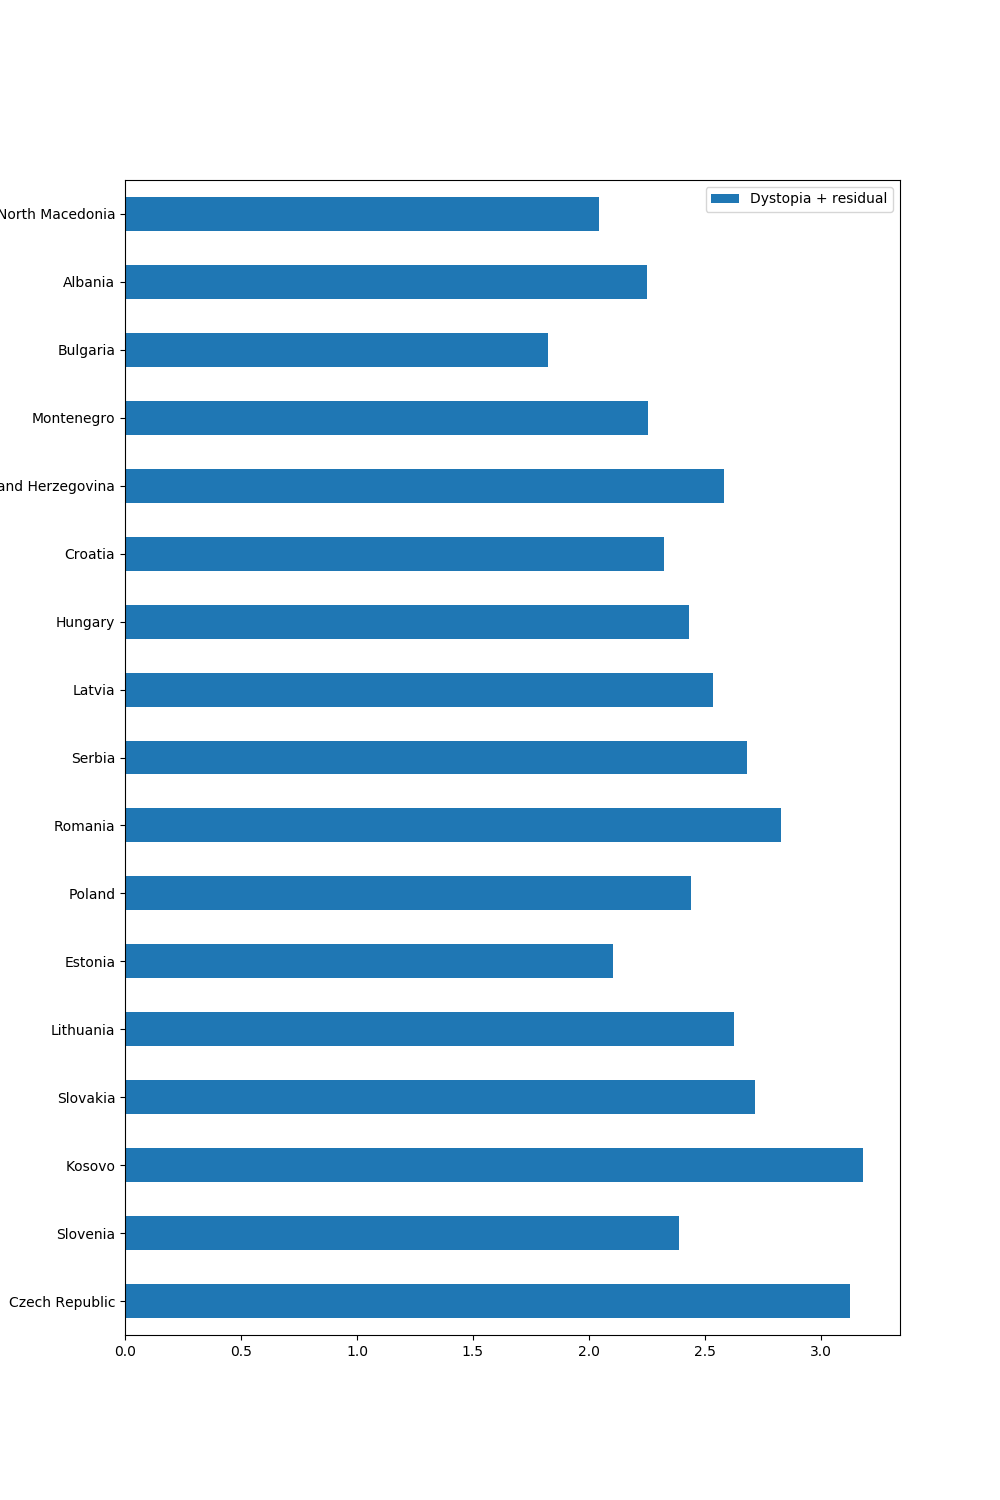 Dystopia + residual
North Macedonia
Albania
Bulgaria
Montenegro
and Herzegovina
Croatia
Hungary
Latvia
Serbia
Romania
Poland
Estonia
Lithuania
Slovakia
Kosovo
Slovenia
Czech Republic
0.0 0.5 1.0 1.5 2.0 2.5 3.0